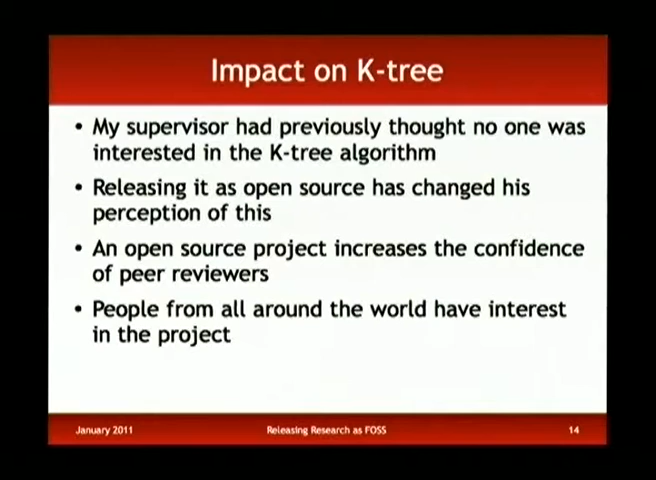 Impact on K-tree
• My supervisor had previously thought no one was
interested in the K-tree algorithm
• Releasing it as open source has changed his
perception of this
• An open source project increases the confidence
of peer reviewers
• People from all around the world have interest
in the project
January 2011
Releasing Research as FOSS
14